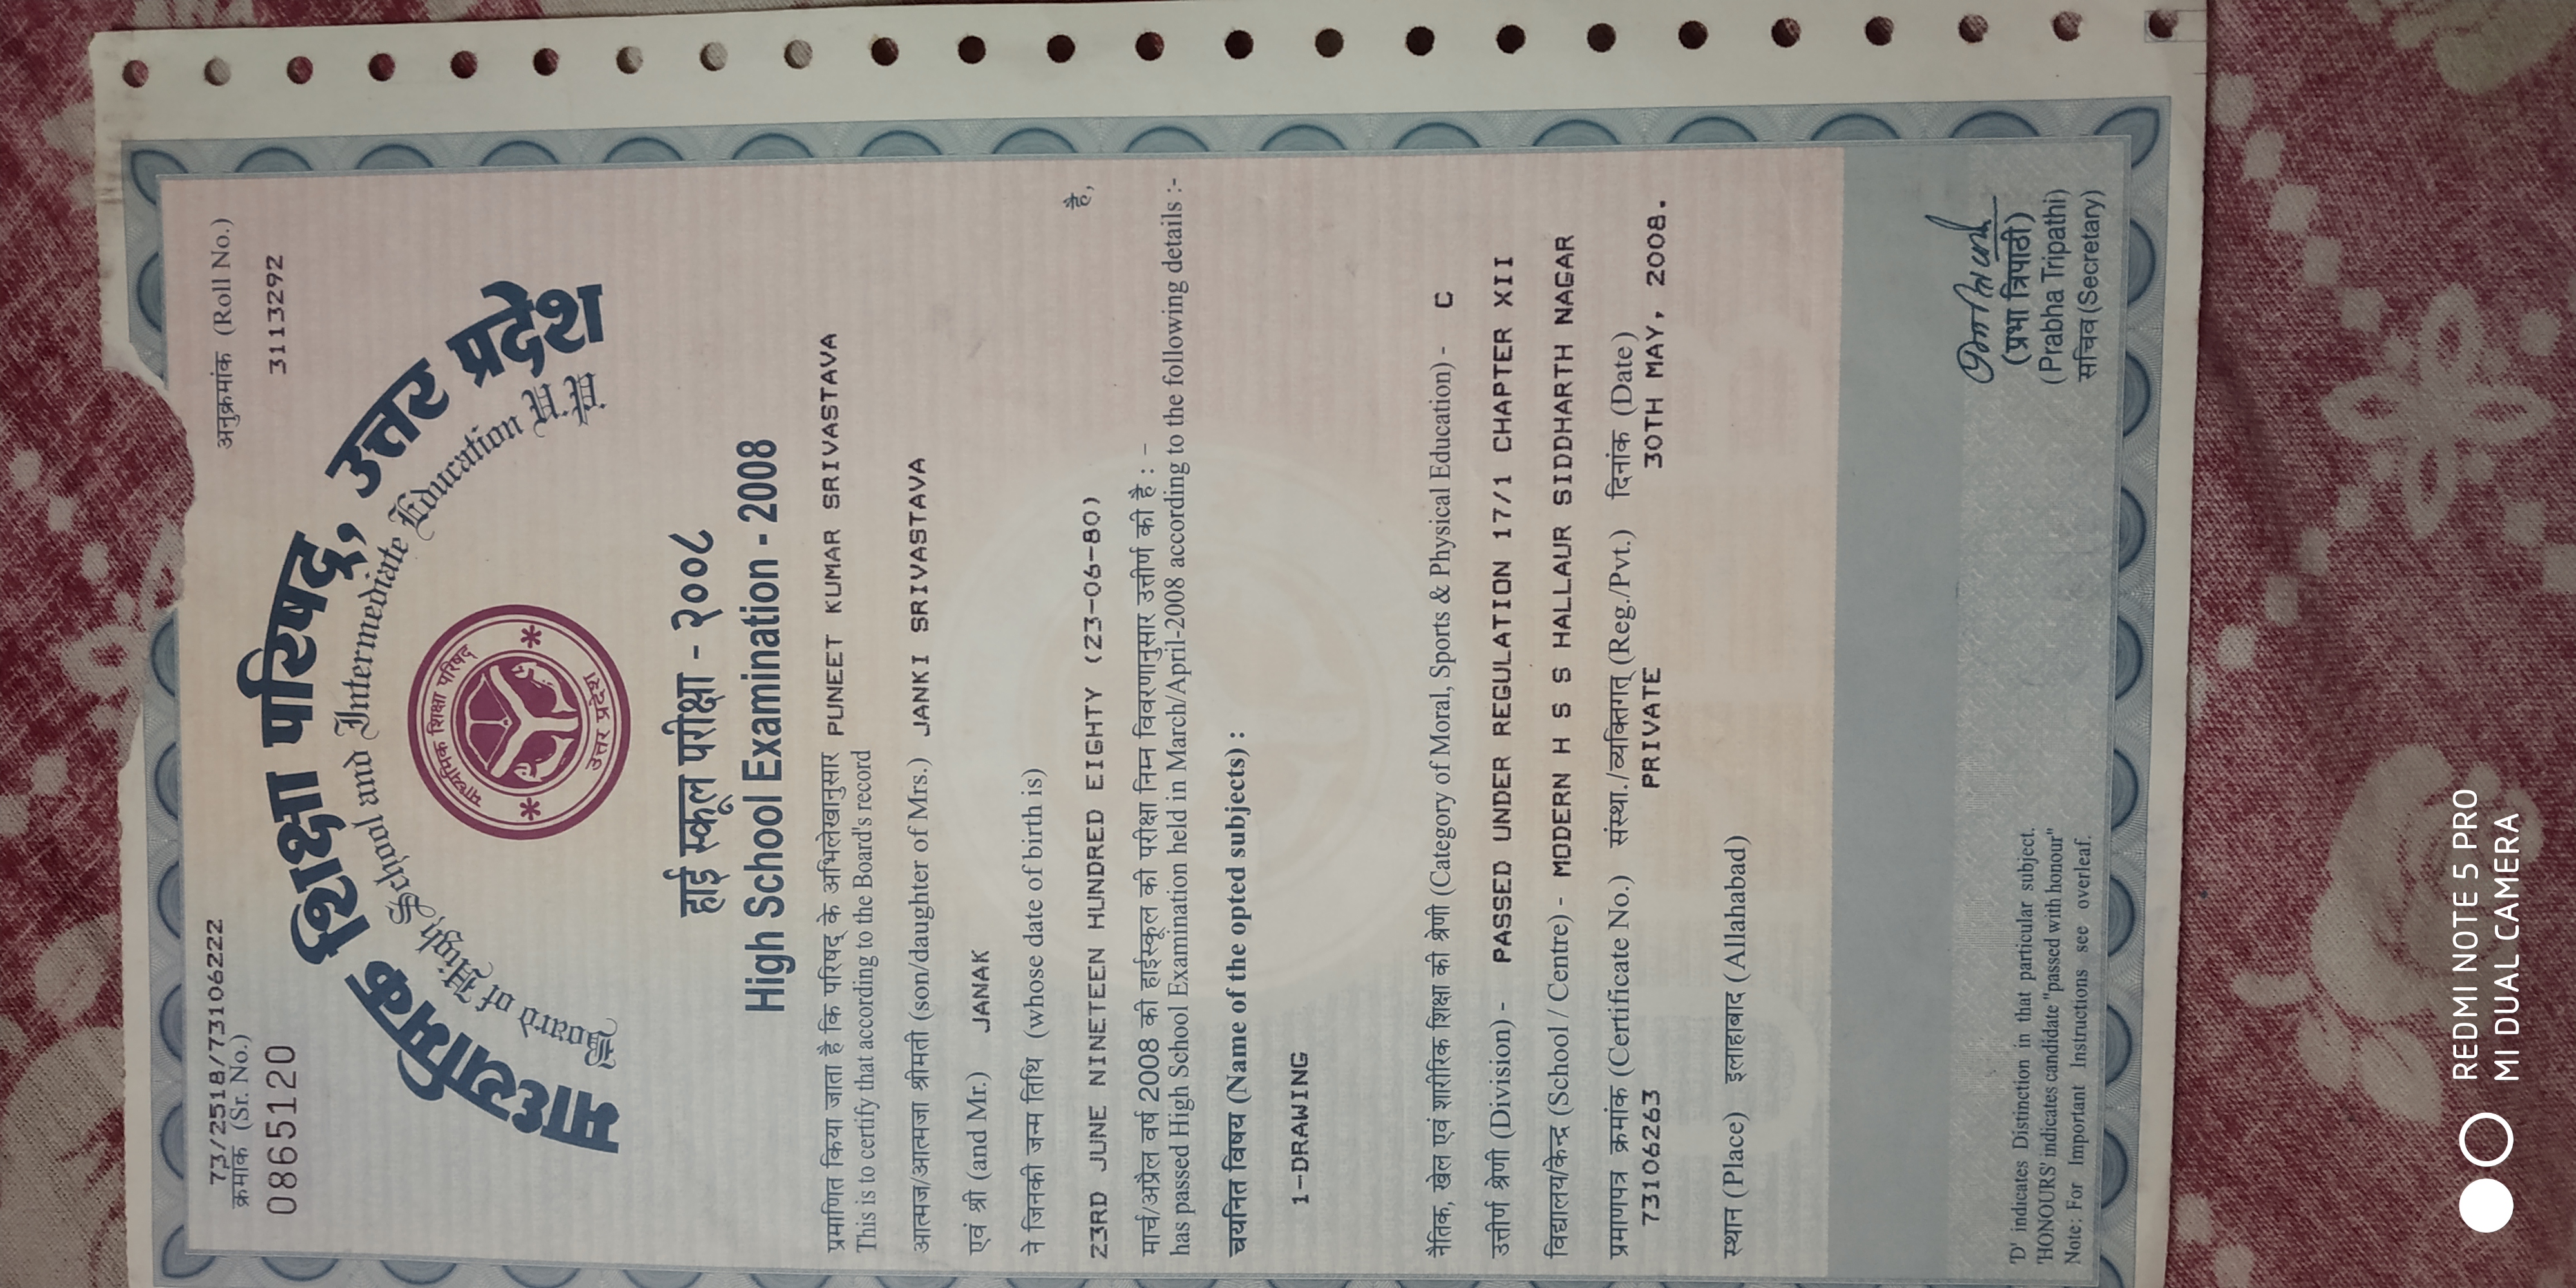 73/2518/73106222
क्रमांक (Sr. No.)
0865120
अनुक्रमांक (Roll No.)
3113292
माध्यमिक शिक्षा परिषद्, उत्तर प्रदेश
Board of High School and Intermediate Education U.P.
माध्यमिक शिक्षा परिषद
उत्तर प्रदेश
हाई स्कूल परीक्षा - २००८
High School Examination - 2008
प्रमाणित किया जाता है कि परिषद् के अभिलेखानुसार PUNEET KUMAR SRIVASTAVA
This is to certify that according to the Board's record
आत्मज/आत्मजा श्रीमती (son/daughter of Mrs.) JANKI SRIVASTAVA
एवं श्री (and Mr.) JANAK
ने जिनकी जन्म तिथि (whose date of birth is)
23RD JUNE NINETEEN HUNDRED EIGHTY (23-06-80) है,
मार्च/अप्रैल वर्ष 2008 की हाईस्कूल की परीक्षा निम्न विवरणानुसार उत्तीर्ण की है : -
has passed High School Examination held in March/April-2008 according to the following details :-
चयनित विषय (Name of the opted subjects) :
1-DRAWING
नैतिक, खेल एवं शारीरिक शिक्षा की श्रेणी (Category of Moral, Sports & Physical Education) - C
उत्तीर्ण श्रेणी (Division) - PASSED UNDER REGULATION 17/1 CHAPTER XII
विद्यालय/केन्द्र (School / Centre) - MODERN H S S HALLAUR SIDDHARTH NAGAR
प्रमाणपत्र क्रमांक (Certificate No.) संस्था./व्यक्तिगत् (Reg./Pvt.) दिनांक (Date)
73106263 PRIVATE 30TH MAY, 2008.
स्थान (Place) इलाहाबाद (Allahabad)
'D' indicates Distinction in that particular subject.
'HONOURS' indicates candidate "passed with honour"
Note: For Important Instructions see overleaf.
(प्रभा त्रिपाठी)
(Prabha Tripathi)
सचिव (Secretary)
REDMI NOTE 5 PRO
MI DUAL CAMERA